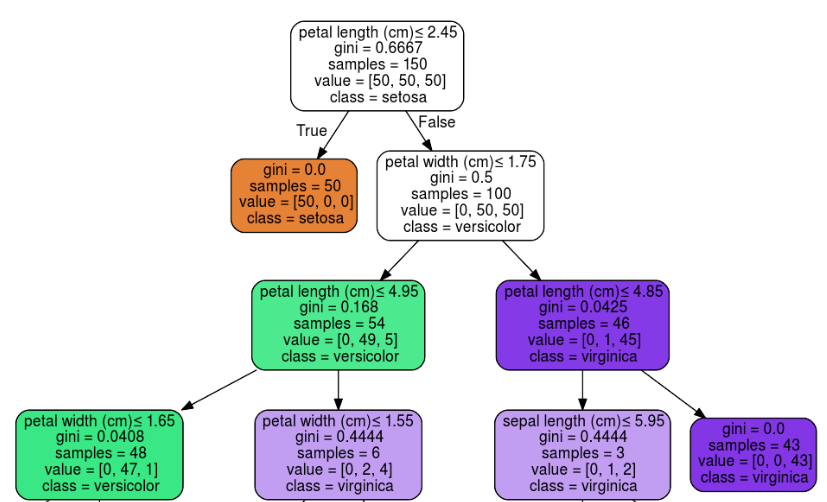 petal length (cm)≤ 2.45
gini = 0.6667
samples = 150
value = [50, 50, 50]
class = setosa
True
False
gini = 0.0
samples = 50
value = [50, 0, 0]
class = setosa
petal width (cm)≤ 1.75
gini = 0.5
samples = 100
value = [0, 50, 50]
class = versicolor
petal length (cm)≤ 4.95
gini = 0.168
samples = 54
value = [0, 49, 5]
class = versicolor
petal length (cm)≤ 4.85
gini = 0.0425
samples = 46
value = [0, 1, 45]
class = virginica
petal width (cm)≤ 1.65
gini = 0.0408
samples = 48
value = [0, 47, 1]
class = versicolor
petal width (cm)≤ 1.55
gini = 0.4444
samples = 6
value = [0, 2, 4]
class = virginica
sepal length (cm)≤ 5.95
gini = 0.4444
samples = 3
value = [0, 1, 2]
class = virginica
gini = 0.0
samples = 43
value = [0, 0, 43]
class = virginica